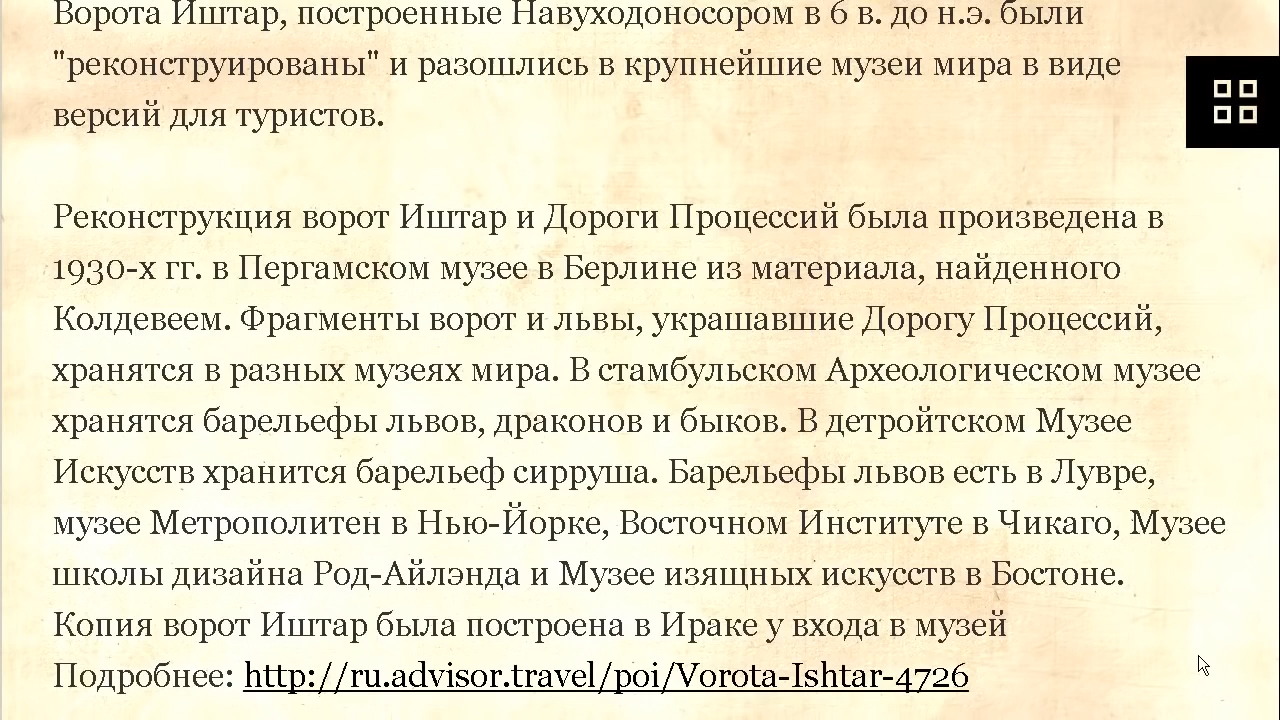 Ворота Иштар, построенные Навуходоносором в 6 в. до н.э. были
"реконструированы" и разошлись в крупнейшие музеи мира в виде
версий для туристов.
Реконструкция ворот Иштар и Дороги Процессий была произведена в
1930-х гг. в Пергамском музее в Берлине из материала, найденного
Колдевеем. Фрагменты ворот и львы, украшавшие Дорогу Процессий,
хранятся в разных музеях мира. В стамбульском Археологическом музее
хранятся барельефы львов, драконов и быков. В детройтском Музее
Искусств хранится барельеф сирруша. Барельефы львов есть в Лувре,
музее Метрополитен в Нью-Йорке, Восточном Институте в Чикаго, Музее
школы дизайна Род-Айлэнда и Музее изящных искусств в Бостоне.
Копия ворот Иштар была построена в Ираке у входа в музей
Подробнее: http://ru.advisor.travel/poi/Vorota-Ishtar-4726